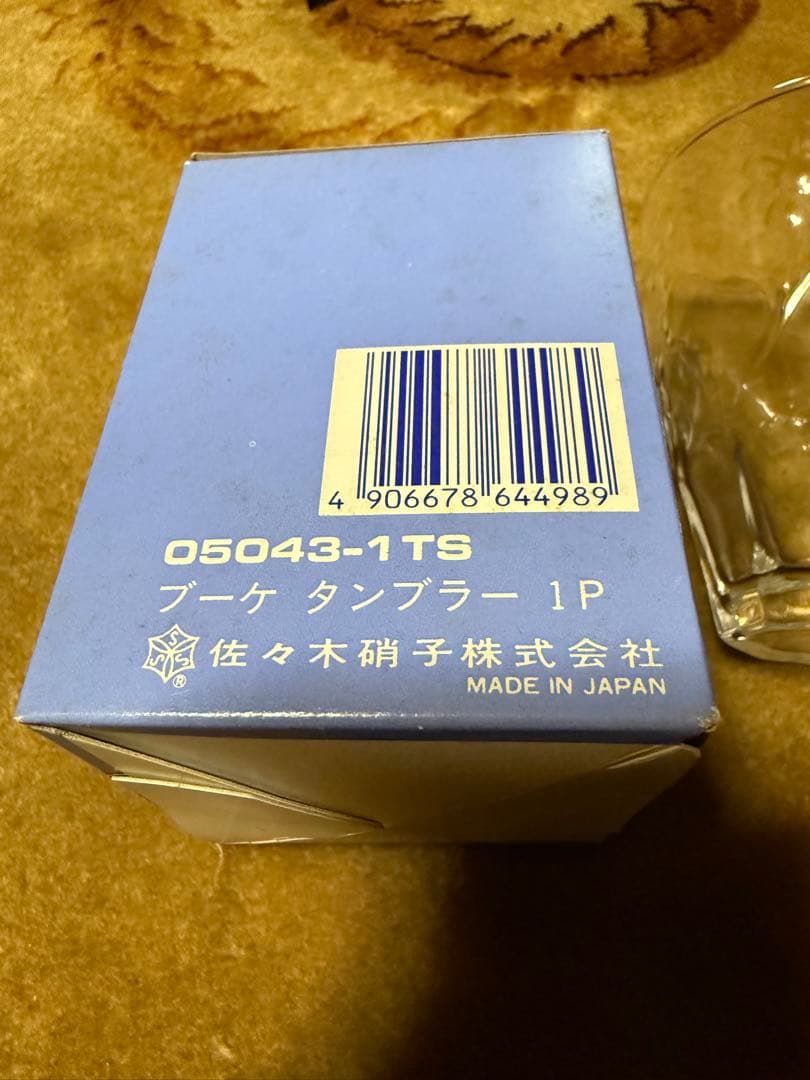 4 906678 644989
05043-1TS
ブーケ タンブラー 1P
SSS® 佐々木硝子株式会社
MADE IN JAPAN